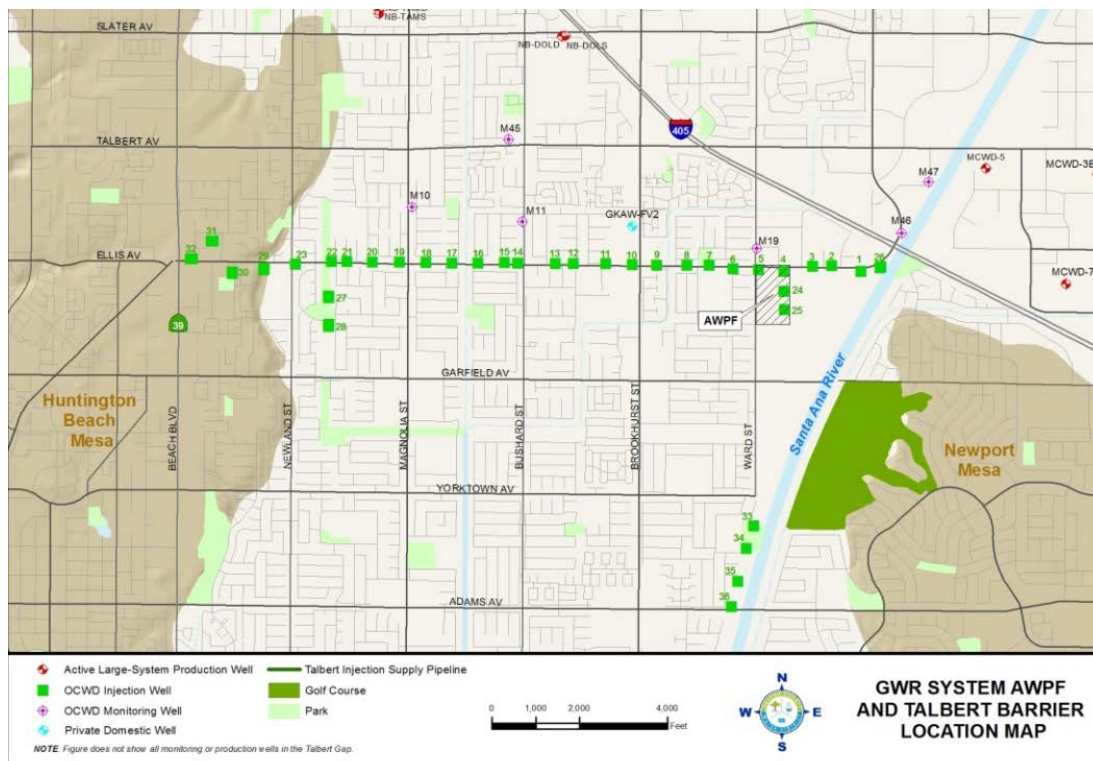 NB-TAMS
SLATER AV
NB-DOLD
NB-DOLS
405
M45
TALBERT AV
MCWD-5
MCWD-3B
M47
M10
M11
GKAW-FV2
M46
M19
31
32
ELLIS AV
30
29
23
22
21
20
19
18
17
16
15
14
13
12
11
10
9
8
7
6
5
4
3
2
1
26
MCWD-7
27
24
28
25
AWPF
39
GARFIELD AV
Huntington
Beach
Mesa
BEACH BLVD
NEWLAND ST
MAGNOLIA ST
BUSHARD ST
BROOKHURST ST
WARD ST
Santa Ana River
Newport
Mesa
YORKTOWN AV
33
34
35
36
ADAMS AV
Active Large-System Production Well
OCWD Injection Well
OCWD Monitoring Well
Private Domestic Well
Talbert Injection Supply Pipeline
Golf Course
Park
0 1,000 2,000 4,000
Feet
N
W
E
S
GWR SYSTEM AWPF
AND TALBERT BARRIER
LOCATION MAP
NOTE: Figure does not show all monitoring or production wells in the Talbert Gap.